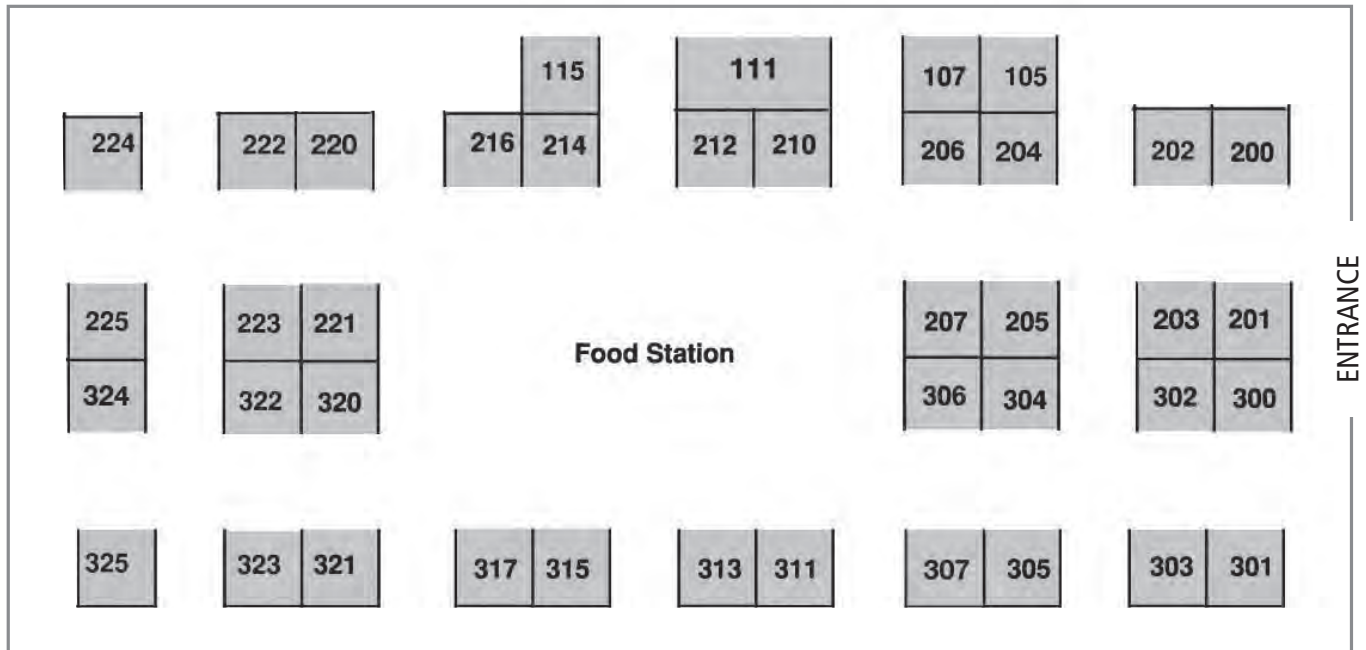 115 111 107 105
224 222 220 216 214 212 210 206 204 202 200
225 223 221 207 205 203 201
Food Station
324 322 320 306 304 302 300
ENTRANCE
325 323 321 317 315 313 311 307 305 303 301